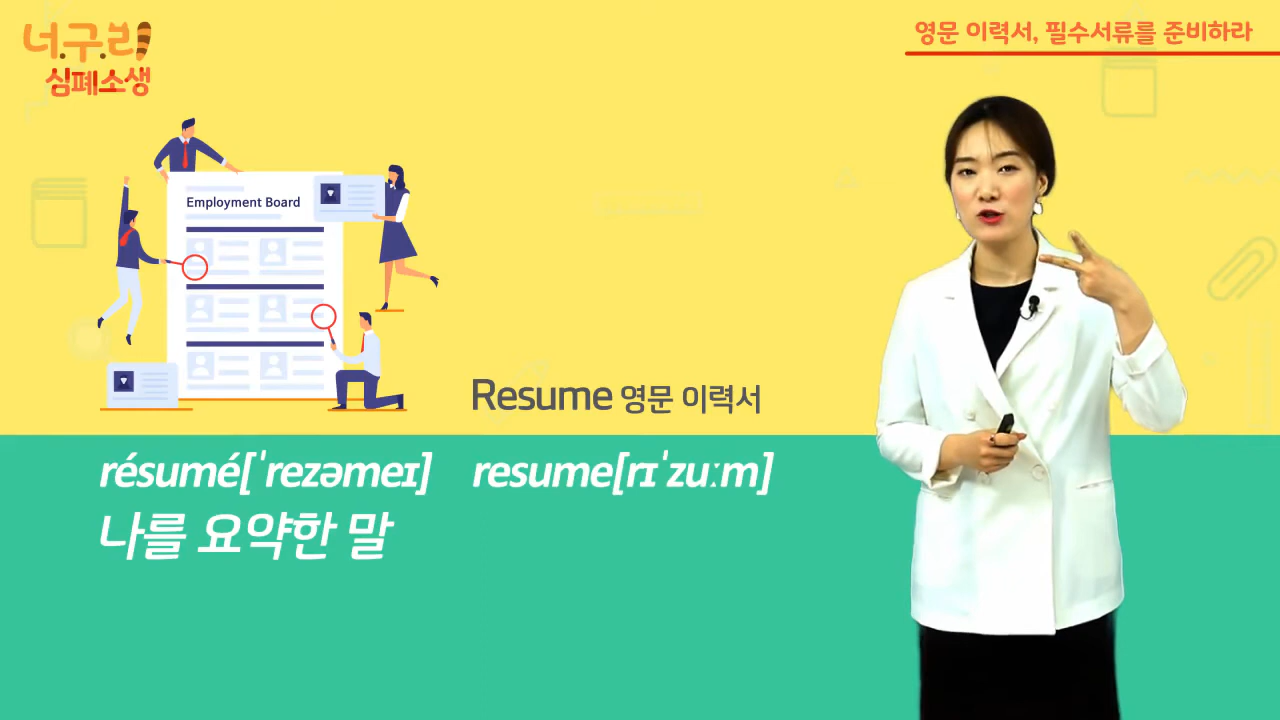 너.구.리
심폐소생
영문 이력서, 필수서류를 준비하라
Employment Board
Resume 영문 이력서
résumé[ˈrezəmeɪ] resume[rɪˈzuːm]
나를 요약한 말